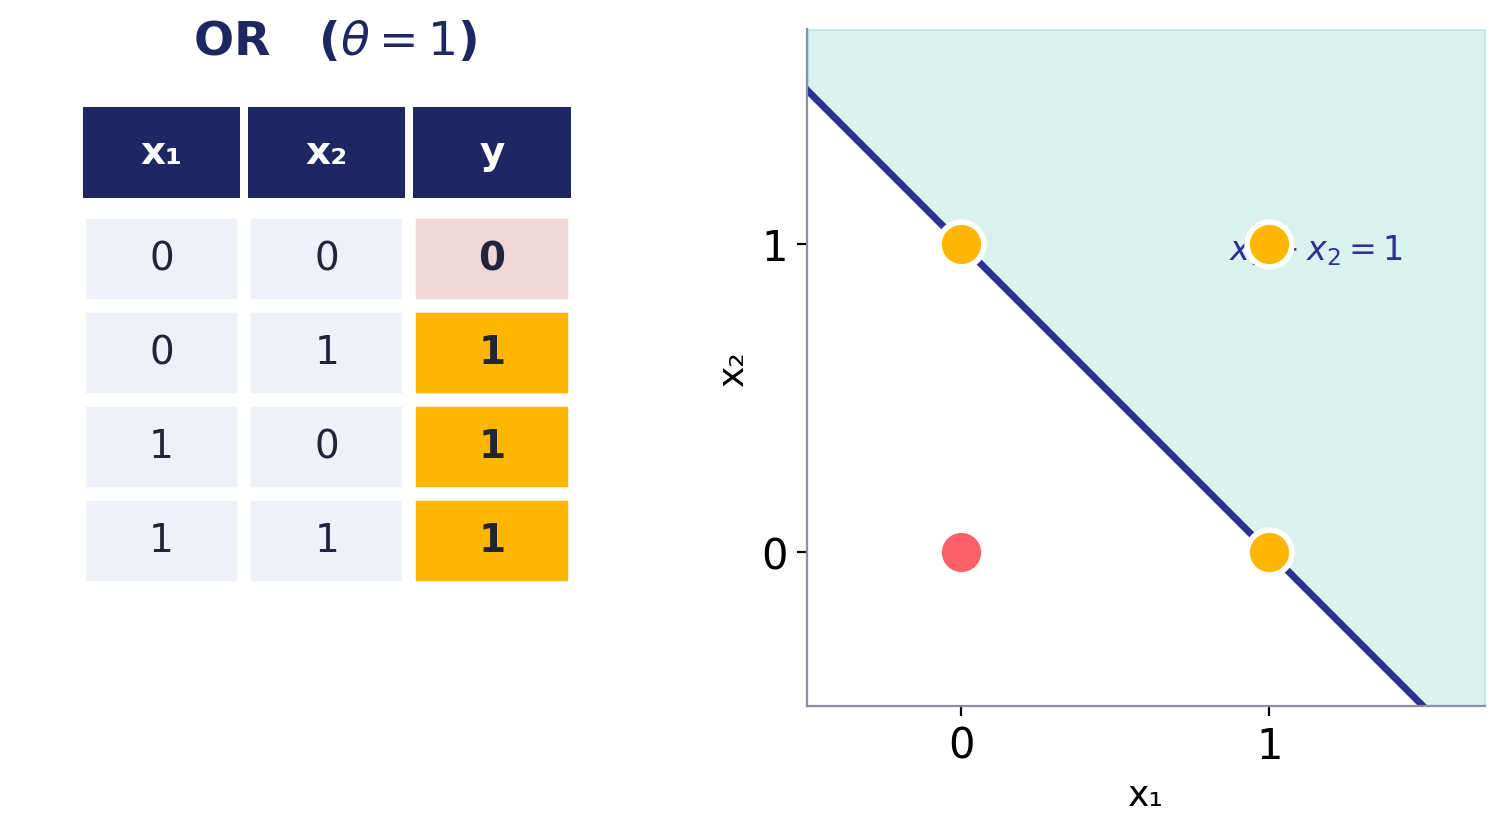 OR (θ = 1)
x₁ x₂ y
0 0 0
0 1 1
1 0 1
1 1 1
1
x x₂ = 1
x₂
0
0 1
x₁